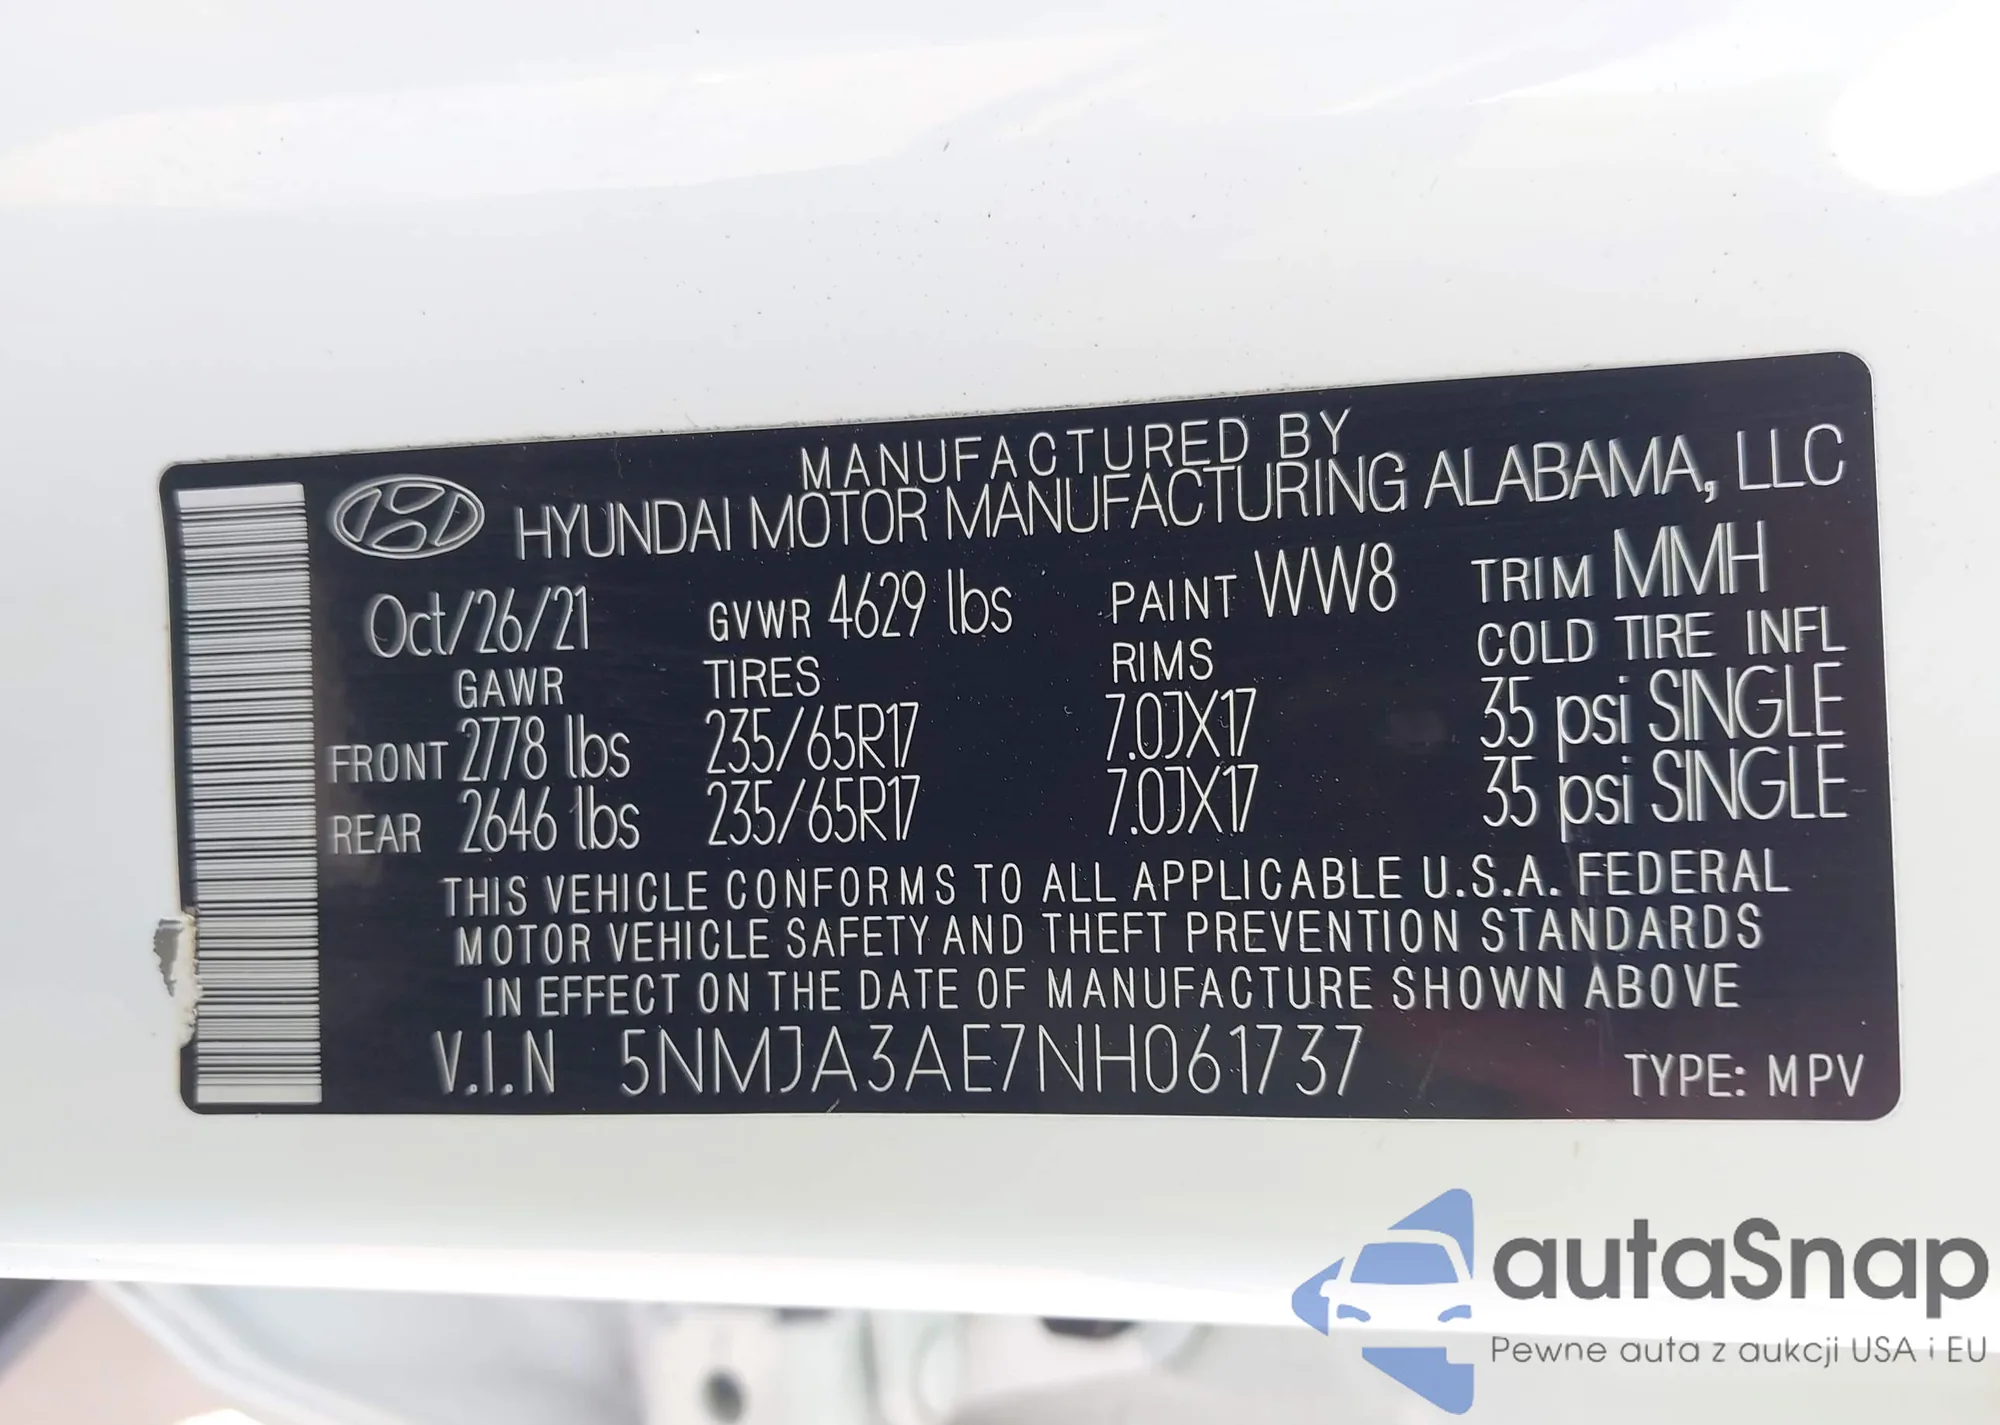 MANUFACTURED BY
HYUNDAI MOTOR MANUFACTURING ALABAMA, LLC
Oct/26/21 GVWR 4629 lbs PAINT WW8 TRIM MMH
GAWR TIRES RIMS COLD TIRE INFL
FRONT 2778 lbs 235/65R17 7.0JX17 35 psi SINGLE
REAR 2646 lbs 235/65R17 7.0JX17 35 psi SINGLE
THIS VEHICLE CONFORMS TO ALL APPLICABLE U.S.A. FEDERAL
MOTOR VEHICLE SAFETY AND THEFT PREVENTION STANDARDS
IN EFFECT ON THE DATE OF MANUFACTURE SHOWN ABOVE
V.I.N 5NMJA3AE7NH061737 TYPE: MPV
autaSnap
Pewne auta z aukcji USA i EU